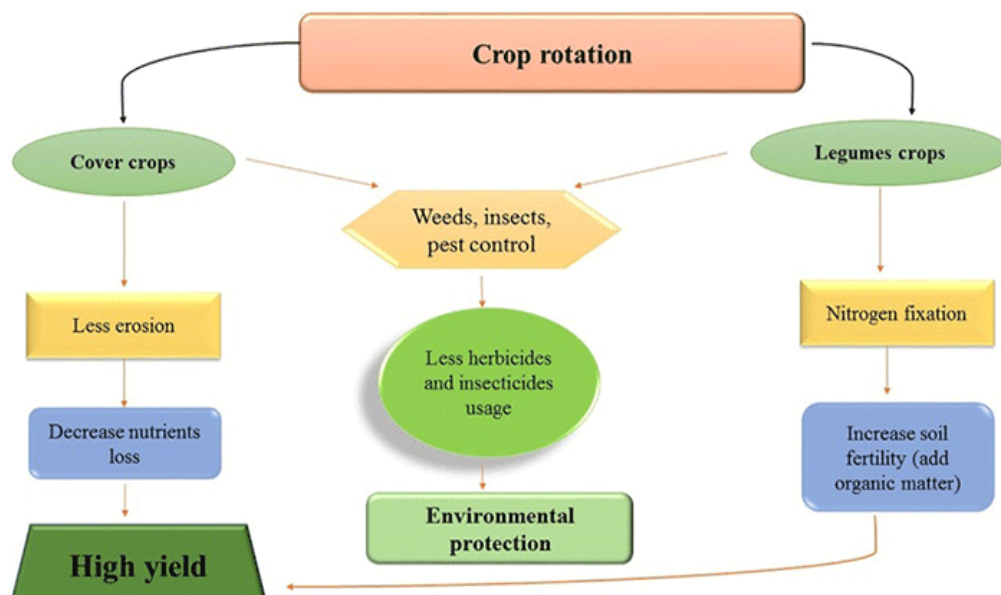 Crop rotation
Cover crops
Legumes crops
Weeds, insects,
pest control
Less erosion
Nitrogen fixation
Less herbicides
and insecticides
usage
Decrease nutrients
loss
Increase soil
fertility (add
organic matter)
Environmental
protection
High yield